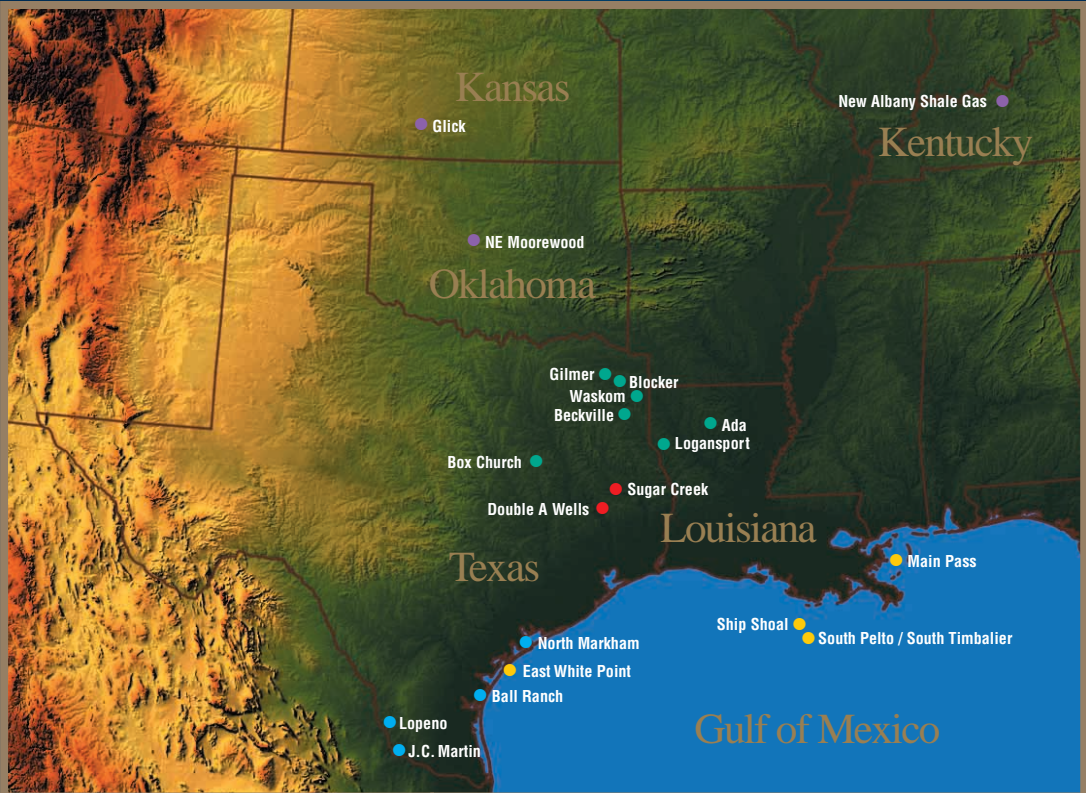 Kansas
New Albany Shale Gas
Glick
Kentucky
NE Moorewood
Oklahoma
Gilmer
Blocker
Waskom
Beckville
Ada
Logansport
Box Church
Sugar Creek
Double A Wells
Louisiana
Texas
Main Pass
Ship Shoal
South Pelto / South Timbalier
North Markham
East White Point
Ball Ranch
Lopeno
Gulf of Mexico
J.C. Martin